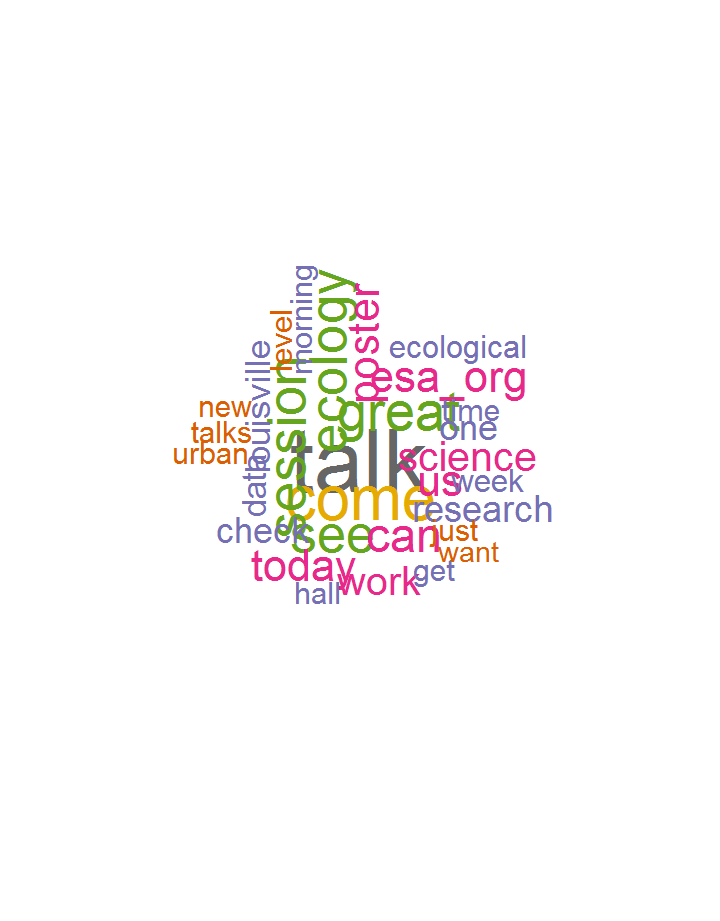 morning
ecology
poster
level
louisville
session
ecological
esa_org
great
time
one
new
talks
urban
data
talk
science
us
week
come
research
check
see
can
just
want
today
work
get
hall